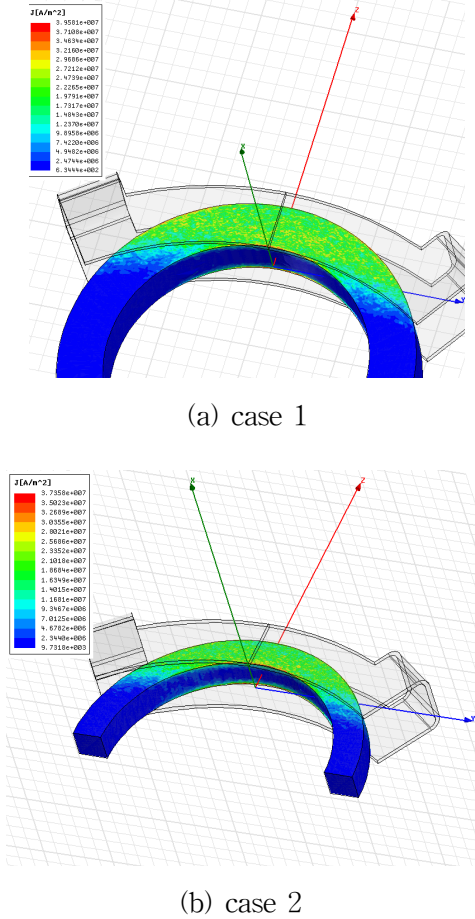 J[A/m^2]
3.9581e+007
3.7108e+007
3.4634e+007
3.2160e+007
2.9686e+007
2.7212e+007
2.4739e+007
2.2265e+007
1.9791e+007
1.7317e+007
1.4843e+007
1.2370e+007
9.8958e+006
7.4220e+006
4.9482e+006
2.4744e+006
6.3444e+002
Z
X
Y
(a) case 1
J[A/m^2]
3.7358e+007
3.5023e+007
3.2689e+007
3.0355e+007
2.8021e+007
2.5686e+007
2.3352e+007
2.1018e+007
1.8684e+007
1.6349e+007
1.4015e+007
1.1681e+007
9.3467e+006
7.0125e+006
4.6782e+006
2.3440e+006
9.7318e+003
X
Z
Y
(b) case 2